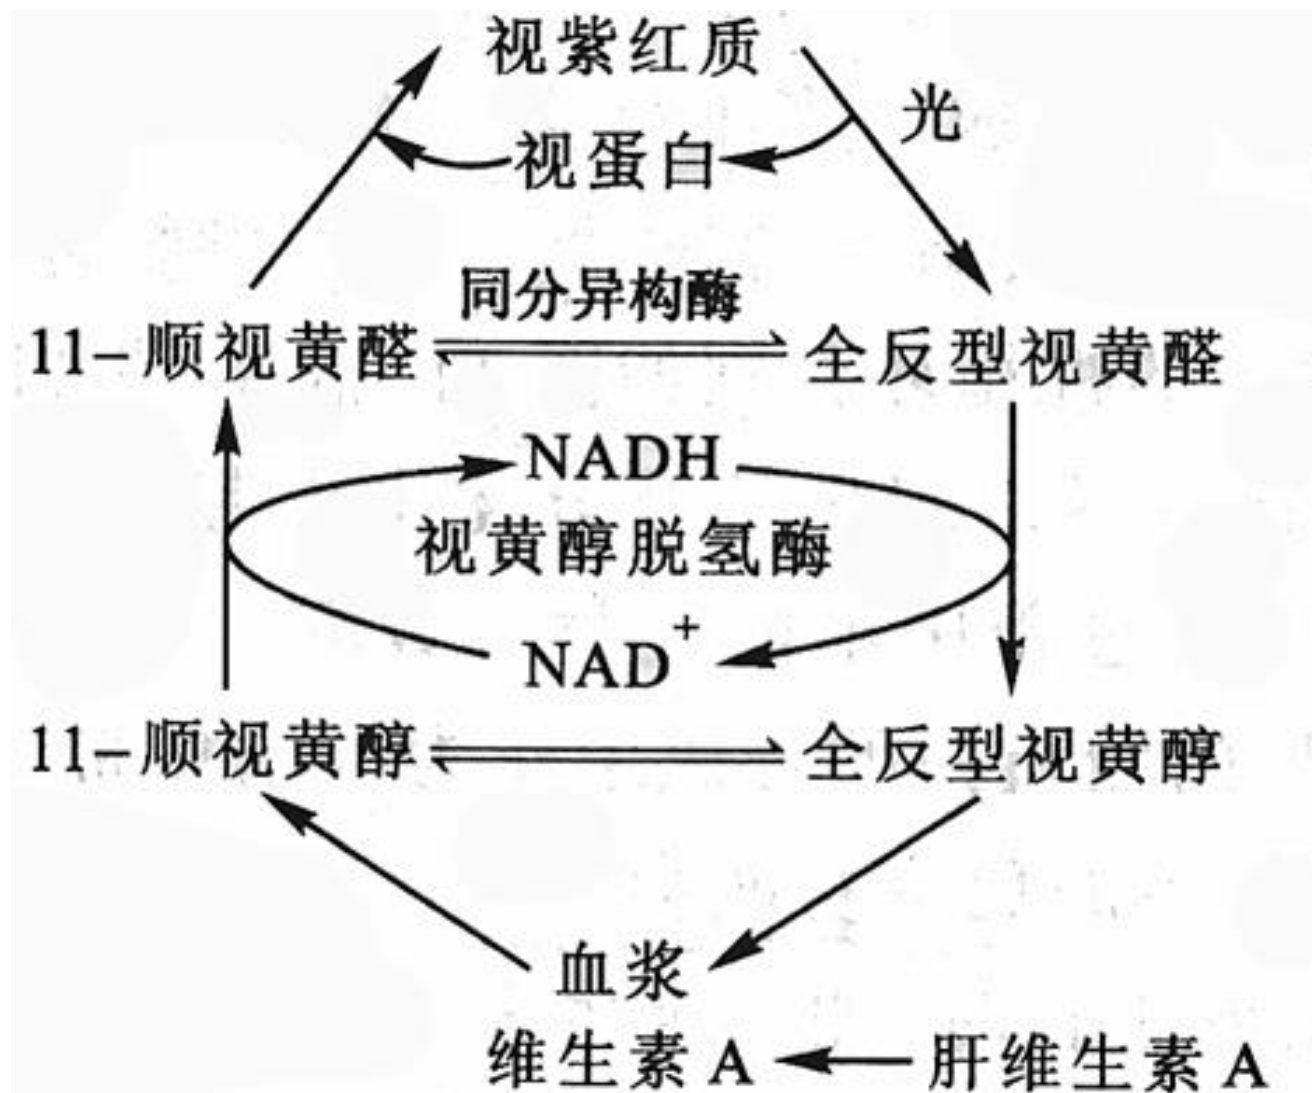 视紫红质
光
视蛋白
同分异构酶
11–顺视黄醛 全反型视黄醛
NADH
视黄醇脱氢酶
NAD+
11–顺视黄醇 全反型视黄醇
血浆
维生素A 肝维生素A